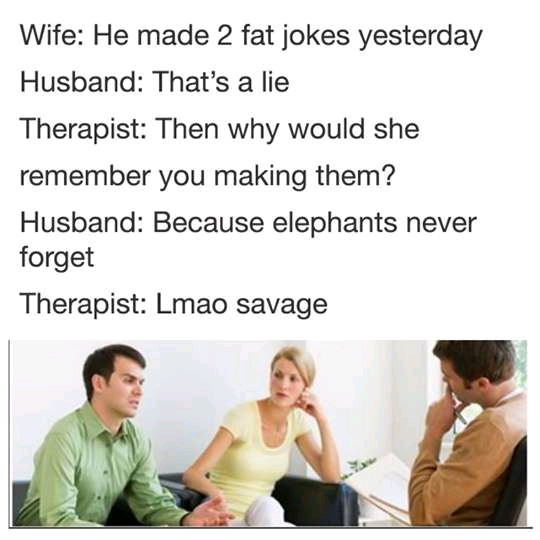 Wife: He made 2 fat jokes yesterday
Husband: That's a lie
Therapist: Then why would she
remember you making them?
Husband: Because elephants never
forget
Therapist: Lmao savage